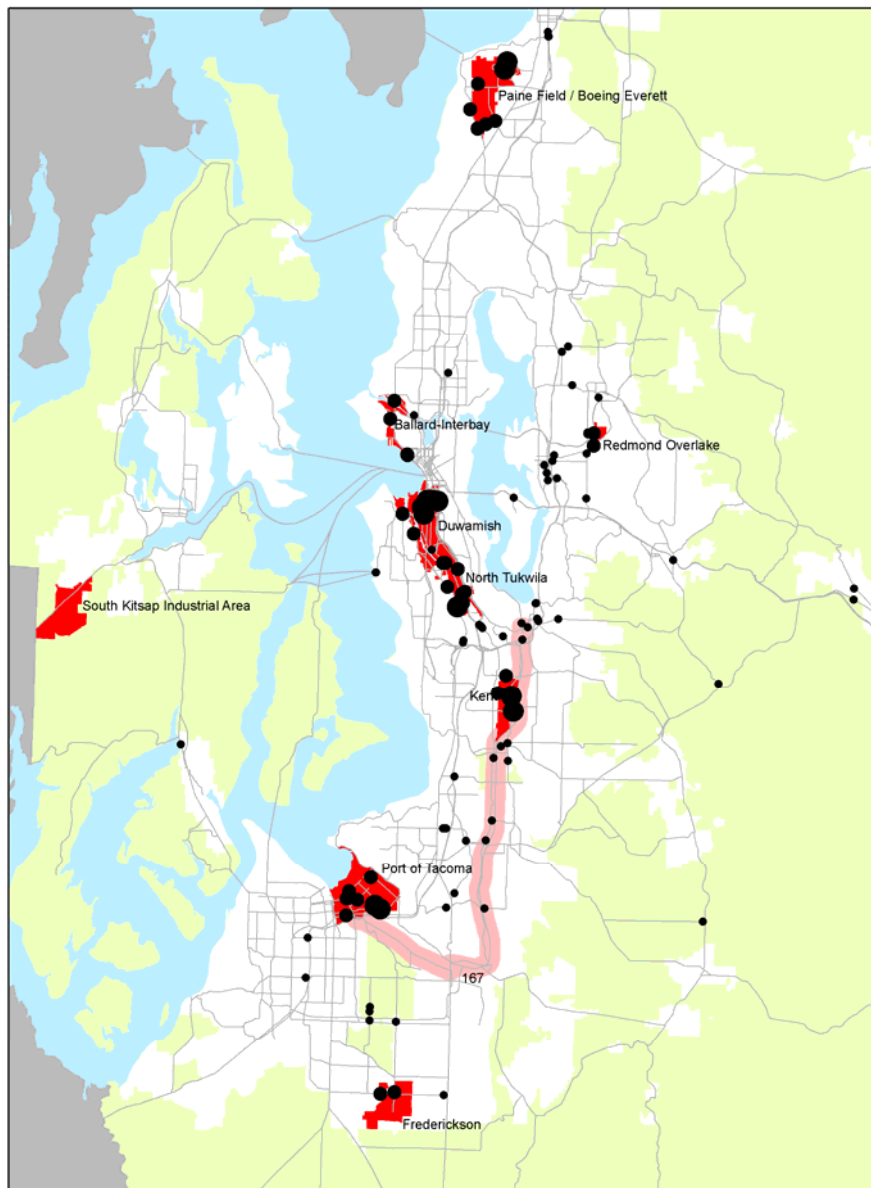 Paine Field / Boeing Everett
Ballard-Interbay
Redmond Overlake
Duwamish
North Tukwila
South Kitsap Industrial Area
Port of Tacoma
167
Frederickson